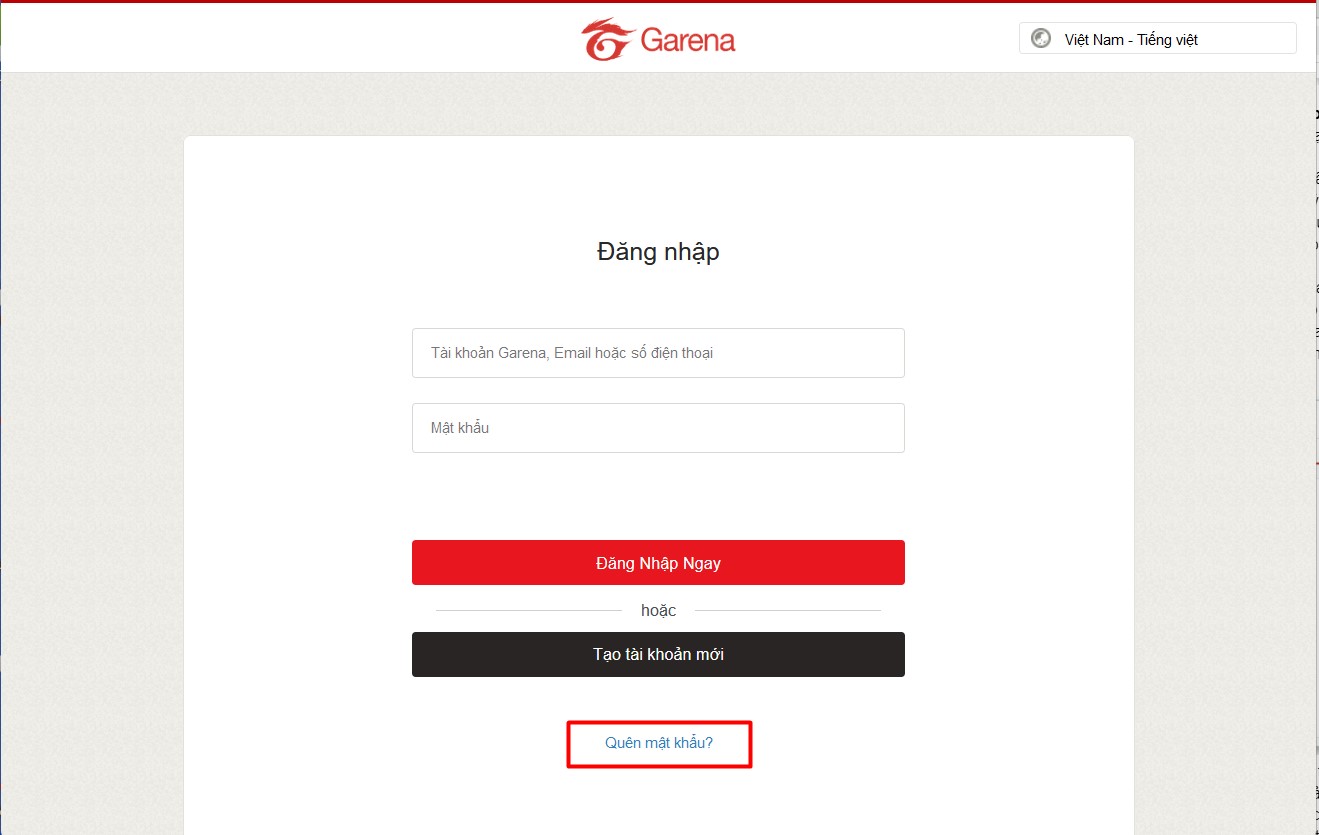 Garena
Việt Nam - Tiếng việt
Đăng nhập
Tài khoản Garena, Email hoặc số điện thoại
Mật khẩu
Đăng Nhập Ngay
hoặc
Tạo tài khoản mới
Quên mật khẩu?